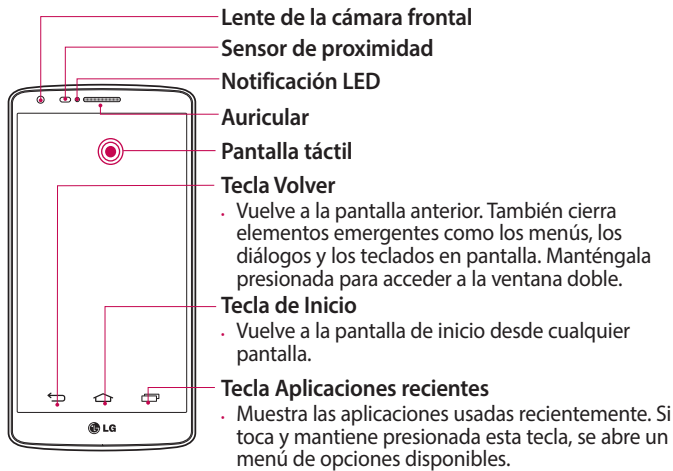 Lente de la cámara frontal
Sensor de proximidad
Notificación LED
Auricular
Pantalla táctil
Tecla Volver
• Vuelve a la pantalla anterior. También cierra
elementos emergentes como los menús, los
diálogos y los teclados en pantalla. Manténgala
presionada para acceder a la ventana doble.
Tecla de Inicio
• Vuelve a la pantalla de inicio desde cualquier
pantalla.
Tecla Aplicaciones recientes
• Muestra las aplicaciones usadas recientemente. Si
toca y mantiene presionada esta tecla, se abre un
menú de opciones disponibles.
LG